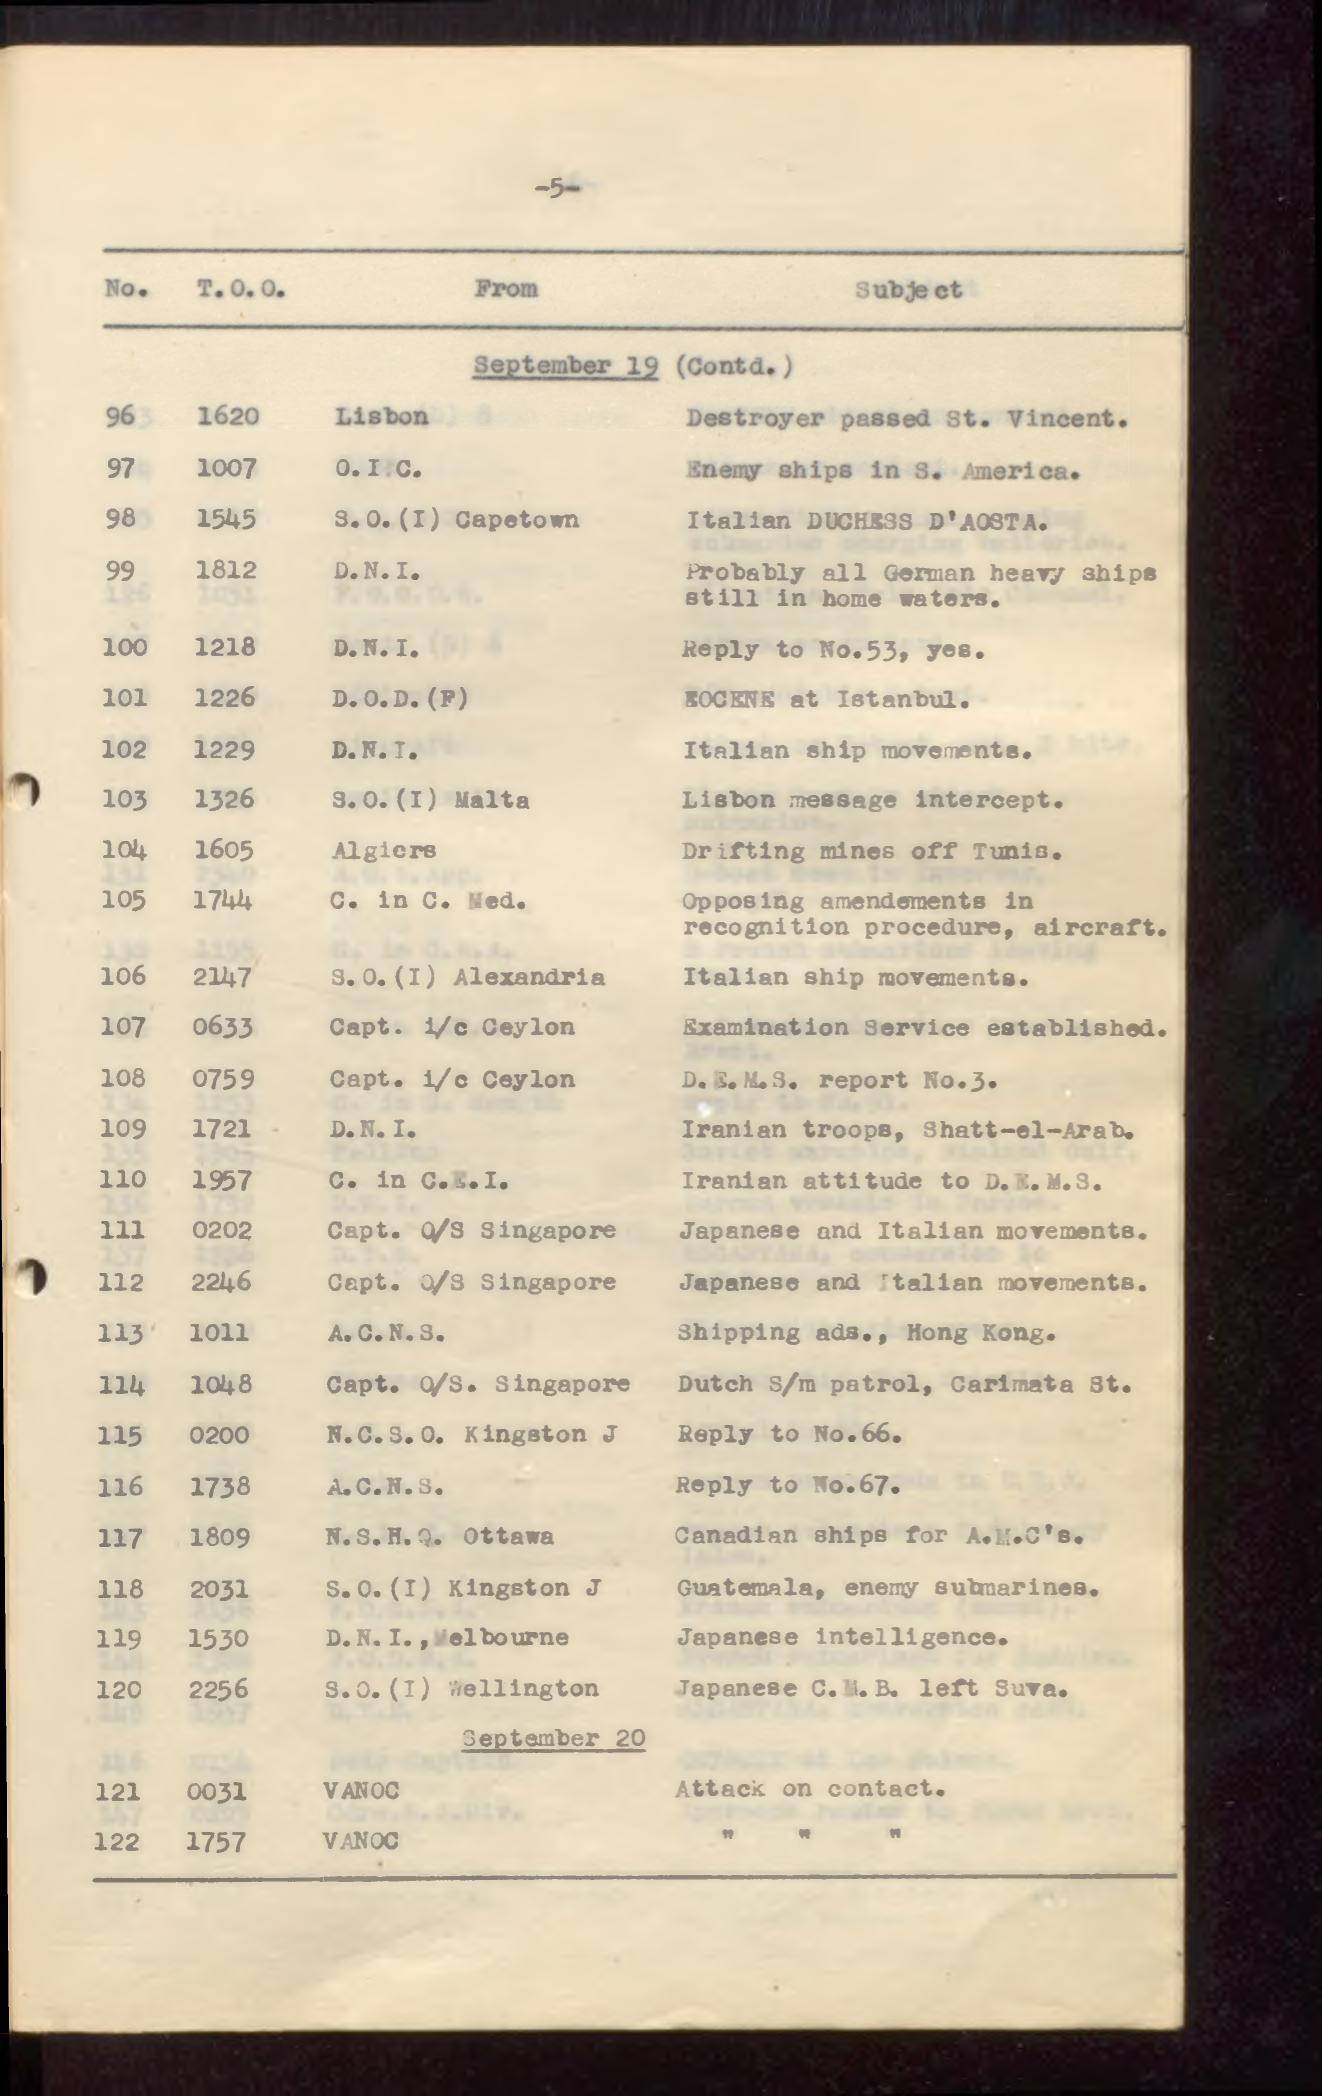 -5-
No. T.O.O. From Subject
September 19 (Contd.)
96 1620 Lisbon Destroyer passed St. Vincent.
97 1007 O.I.C. Enemy ships in S. America.
98 1545 S.O.(I) Capetown Italian DUCHESS D'AOSTA.
99 1812 D.N.I. Probably all German heavy ships
still in home waters.
100 1218 D.N.I. Reply to No.53, yes.
101 1226 D.O.D.(F) EOCENE at Istanbul.
102 1229 D.N.I. Italian ship movements.
103 1326 S.O.(I) Malta Lisbon message intercept.
104 1605 Algiers Drifting mines off Tunis.
105 1744 C. in C. Med. Opposing amendements in
recognition procedure, aircraft.
106 2147 S.O.(I) Alexandria Italian ship movements.
107 0633 Capt. i/c Ceylon Examination Service established.
108 0759 Capt. i/c Ceylon D.E.M.S. report No.3.
109 1721 D.N.I. Iranian troops, Shatt-el-Arab.
110 1957 C. in C.E.I. Iranian attitude to D.E.M.S.
111 0202 Capt. O/S Singapore Japanese and Italian movements.
112 2246 Capt. O/S Singapore Japanese and Italian movements.
113 1011 A.C.N.S. Shipping ads., Hong Kong.
114 1048 Capt. O/S. Singapore Dutch S/m patrol, Carimata St.
115 0200 N.C.S.O. Kingston J Reply to No.66.
116 1738 A.C.N.S. Reply to No.67.
117 1809 N.S.H.Q. Ottawa Canadian ships for A.M.C's.
118 2031 S.O.(I) Kingston J Guatemala, enemy submarines.
119 1530 D.N.I.,Melbourne Japanese intelligence.
120 2256 S.O.(I) Wellington Japanese C.M.B. left Suva.
September 20
121 0031 VANOC Attack on contact.
122 1757 VANOC " " "